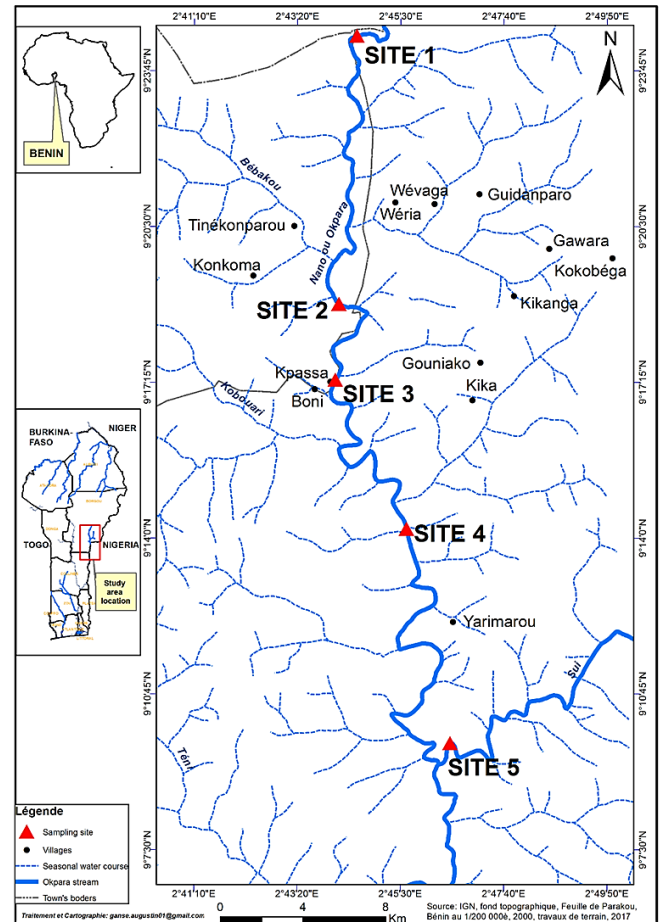 2°41'10"E 2°43'20"E 2°45'30"E 2°47'40"E 2°49'50"E
9°23'45"N 9°23'45"N
9°20'30"N 9°20'30"N
9°17'15"N 9°17'15"N
9°14'0"N 9°14'0"N
9°10'45"N 9°10'45"N
9°7'30"N 9°7'30"N
N
BENIN
SITE 1
Bébakou
Wévaga
Guidanparo
Wéria
Tinékonparou
Nano ou Okpara
Gawara
Kokobéga
Konkoma
Kikanga
SITE 2
Gouniako
Kpassa
Kika
Boni
SITE 3
Kobouari
SITE 4
Yarimarou
Sui
SITE 5
Téni
BURKINA-
FASO
NIGER
TOGO
NIGERIA
Study
area
location
Légende
Sampling site
Villages
Seasonal water course
Okpara stream
Town's boders
2°41'10"E 2°43'20"E 2°45'30"E 2°47'40"E 2°49'50"E
0 4 8
Km
Traitement et Cartographie: ganse.augustin01@gmail.com
Source: IGN, fond topographique, Feuille de Parakou,
Bénin au 1/200 000è, 2000, travaux de terrain, 2017